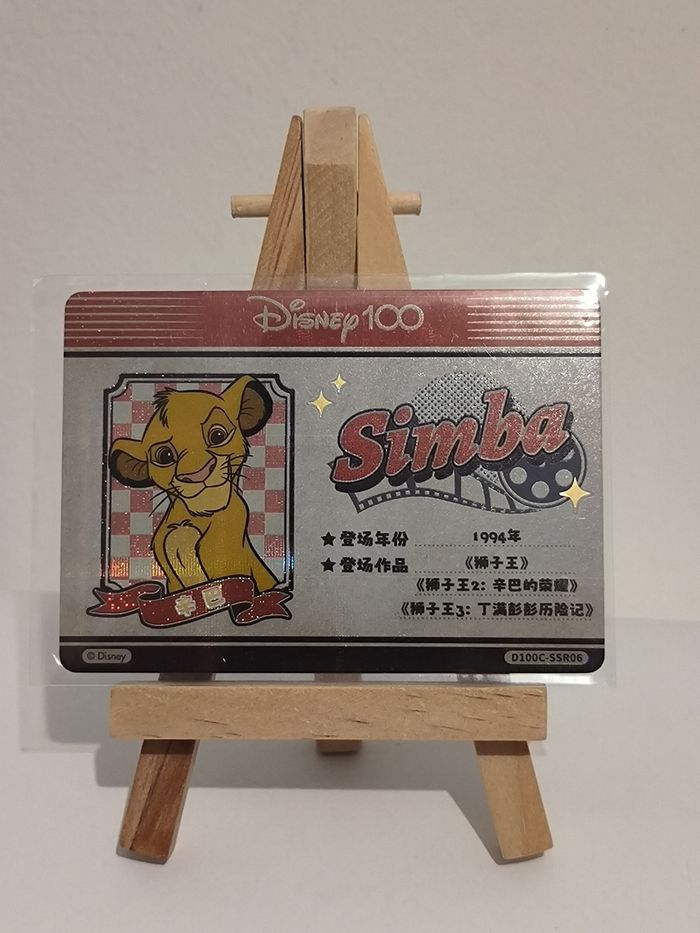 Disney 100
Simba
★登场年份 1994年
★登场作品 《狮子王》
《狮子王2: 辛巴的荣耀》
《狮子王3: 丁满彭彭历险记》
辛巴
© Disney
D100C-SSR06